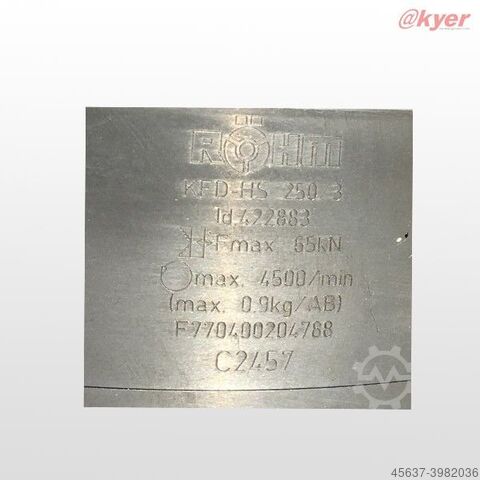 @kyer
RÖHM
KFD-HS 250 3
Id 422883
Fmax 65kN
max. 4500/min
(max. 0.9kg/AB)
F770400204788
C2457
45637-3982036